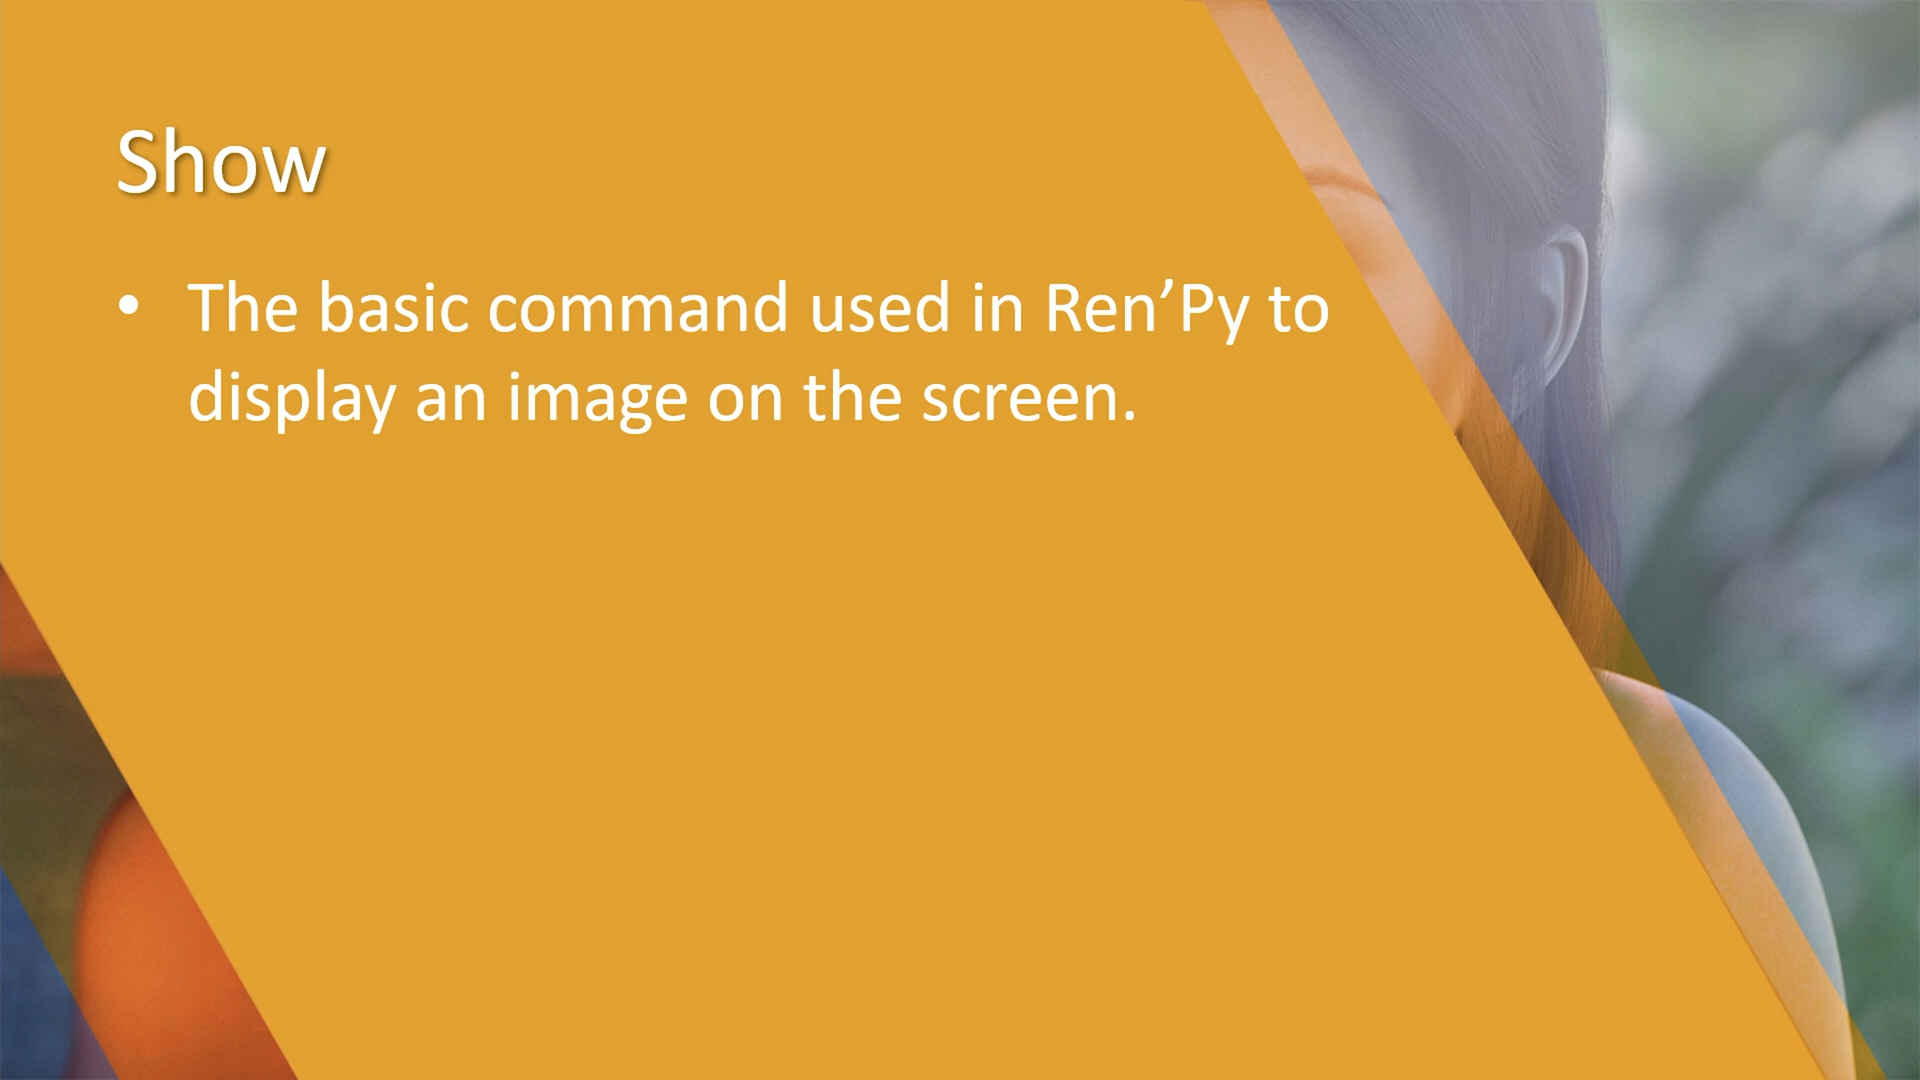 Show
• The basic command used in Ren’Py to
display an image on the screen.